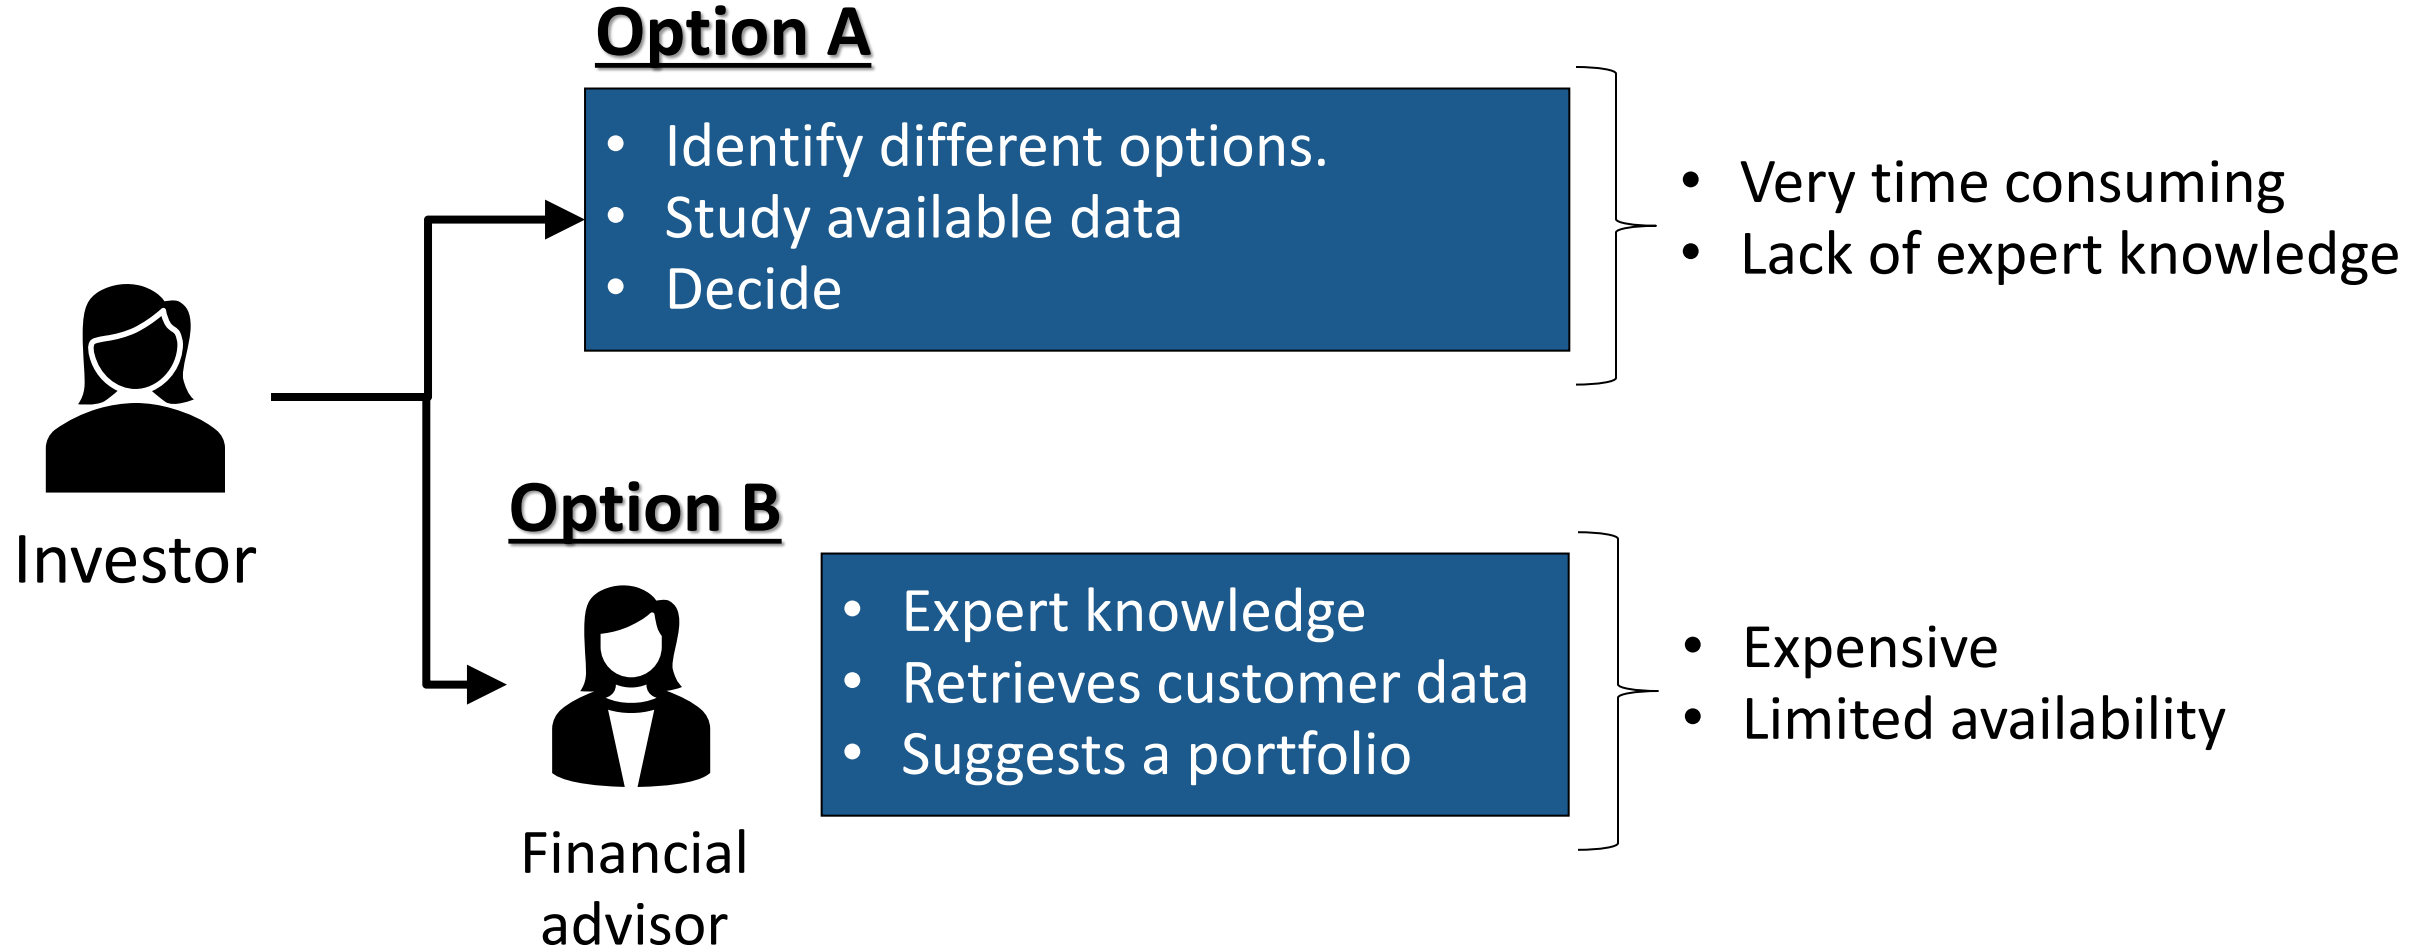 Option A
• Identify different options.
• Study available data
• Decide
• Very time consuming
• Lack of expert knowledge
Investor
Option B
Financial
advisor
• Expert knowledge
• Retrieves customer data
• Suggests a portfolio
• Expensive
• Limited availability